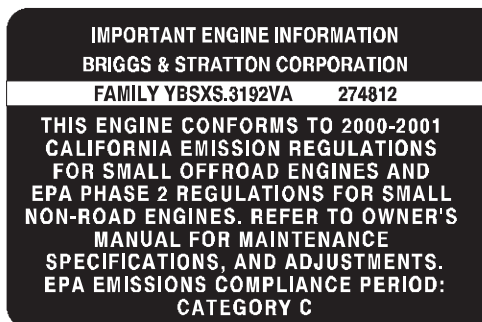 IMPORTANT ENGINE INFORMATION
BRIGGS & STRATTON CORPORATION
FAMILY YBSXS.3192VA 274812
THIS ENGINE CONFORMS TO 2000-2001
CALIFORNIA EMISSION REGULATIONS
FOR SMALL OFFROAD ENGINES AND
EPA PHASE 2 REGULATIONS FOR SMALL
NON-ROAD ENGINES. REFER TO OWNER'S
MANUAL FOR MAINTENANCE
SPECIFICATIONS, AND ADJUSTMENTS.
EPA EMISSIONS COMPLIANCE PERIOD:
CATEGORY C